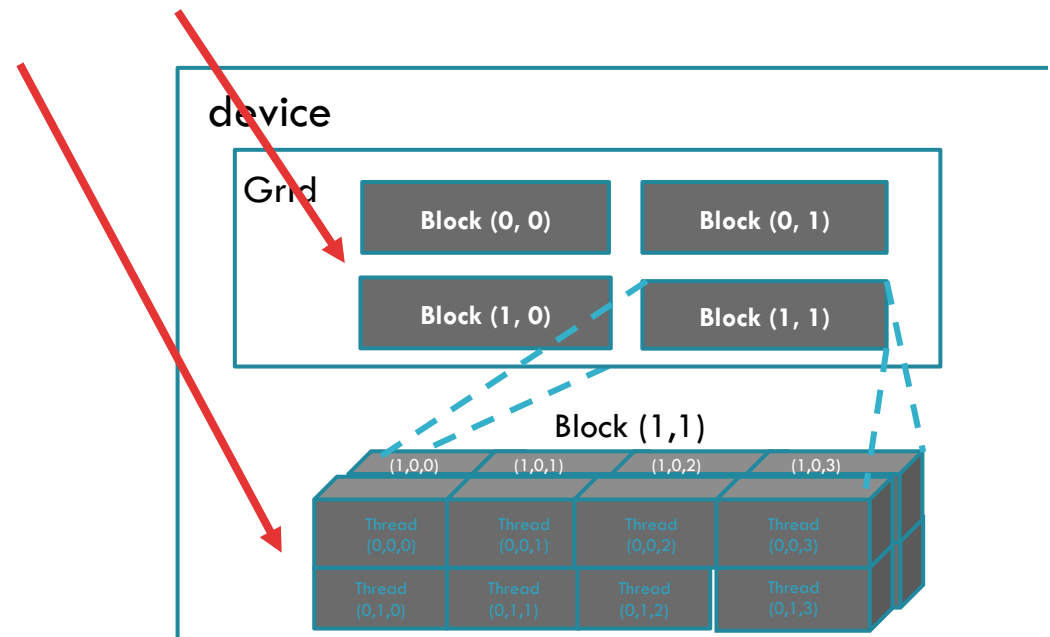 device
Grid
Block (0, 0)
Block (0, 1)
Block (1, 0)
Block (1, 1)
Block (1,1)
(1,0,0)
(1,0,1)
(1,0,2)
(1,0,3)
Thread
(0,0,0)
Thread
(0,0,1)
Thread
(0,0,2)
Thread
(0,0,3)
Thread
(0,1,0)
Thread
(0,1,1)
Thread
(0,1,2)
Thread
(0,1,3)